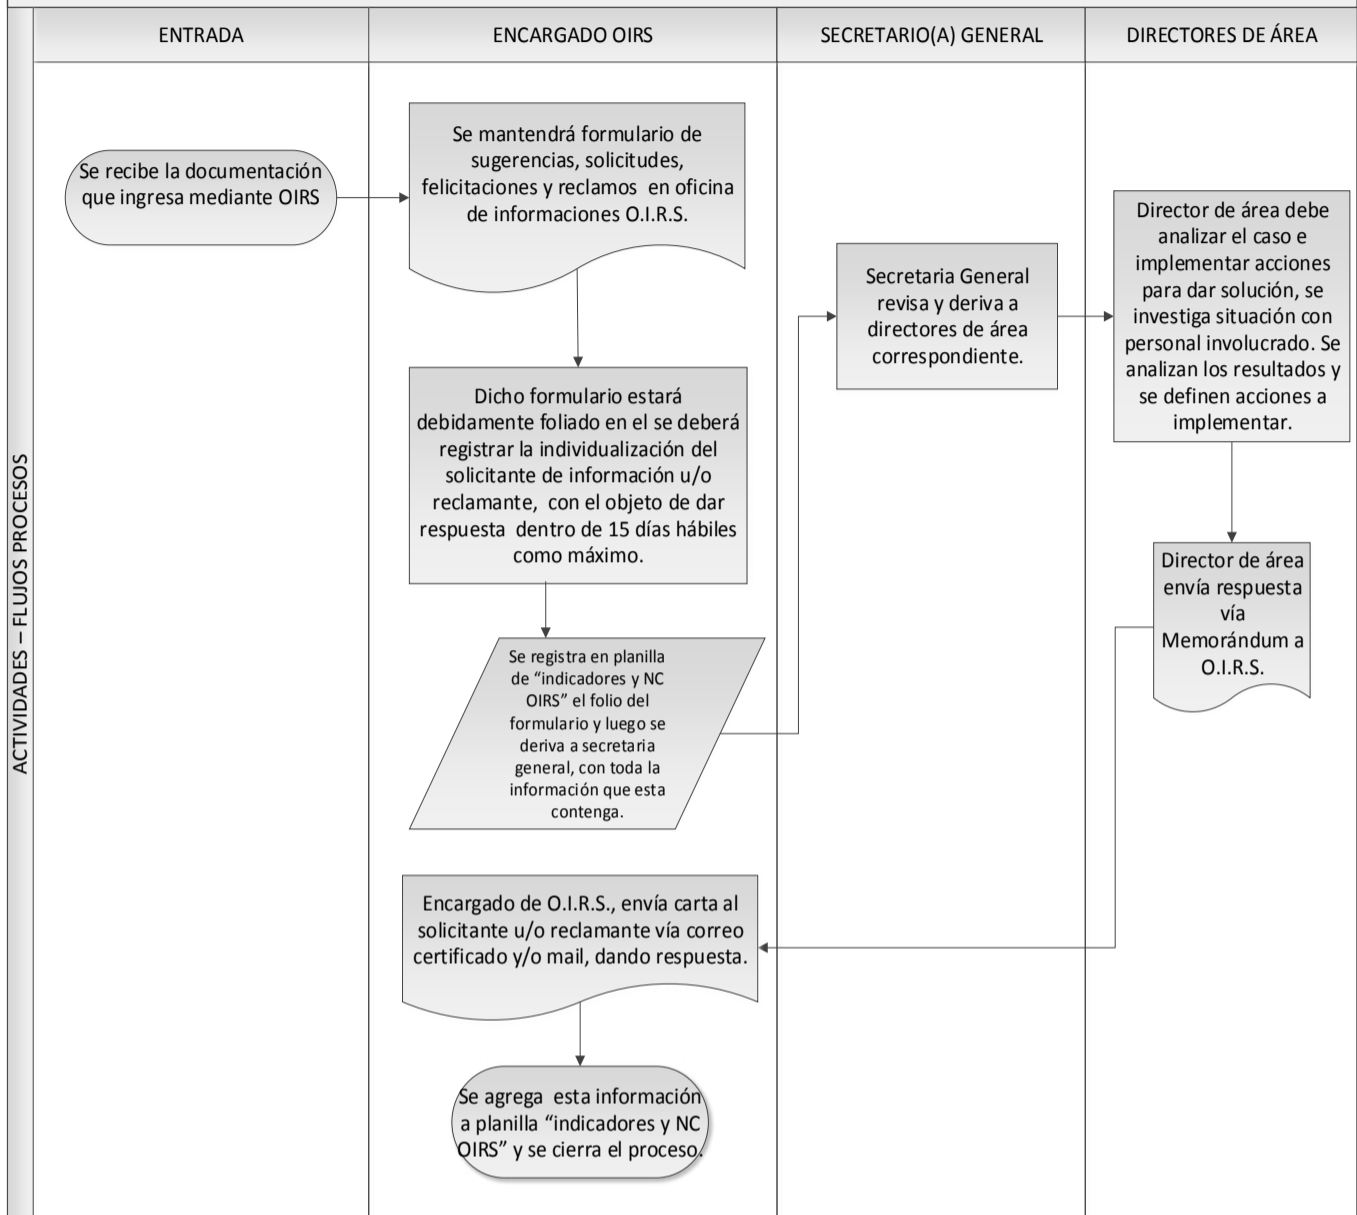 ENTRADA
ENCARGADO OIRS
SECRETARIO(A) GENERAL
DIRECTORES DE ÁREA
ACTIVIDADES – FLUJOS PROCESOS
Se recibe la documentación
que ingresa mediante OIRS
Se mantendrá formulario de
sugerencias, solicitudes,
felicitaciones y reclamos en oficina
de informaciones O.I.R.S.
Dicho formulario estará
debidamente foliado en el se deberá
registrar la individualización del
solicitante de información u/o
reclamante, con el objeto de dar
respuesta dentro de 15 días hábiles
como máximo.
Se registra en planilla
de “indicadores y NC
OIRS” el folio del
formulario y luego se
deriva a secretaria
general, con toda la
información que esta
contenga.
Secretaria General
revisa y deriva a
directores de área
correspondiente.
Director de área debe
analizar el caso e
implementar acciones
para dar solución, se
investiga situación con
personal involucrado. Se
analizan los resultados y
se definen acciones a
implementar.
Director de área
envía respuesta
vía
Memorándum a
O.I.R.S.
Encargado de O.I.R.S., envía carta al
solicitante u/o reclamante vía correo
certificado y/o mail, dando respuesta.
Se agrega esta información
a planilla “indicadores y NC
OIRS” y se cierra el proceso.